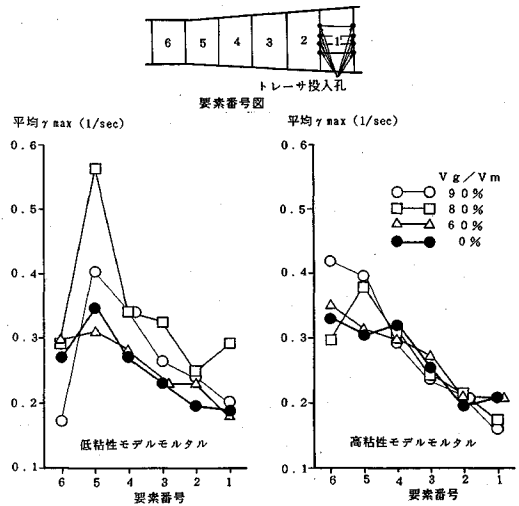 6 5 4 3 2 1
トレーサ投入孔
要素番号図
平均γmax (1/sec)
0.6
0.5
0.4
0.3
0.2
0.1
低粘性モデルモルタル
6 5 4 3 2 1
要素番号
平均γmax (1/sec)
0.6
0.5
0.4
0.3
0.2
0.1
Vg/Vm
90%
80%
60%
0%
高粘性モデルモルタル
6 5 4 3 2 1
要素番号